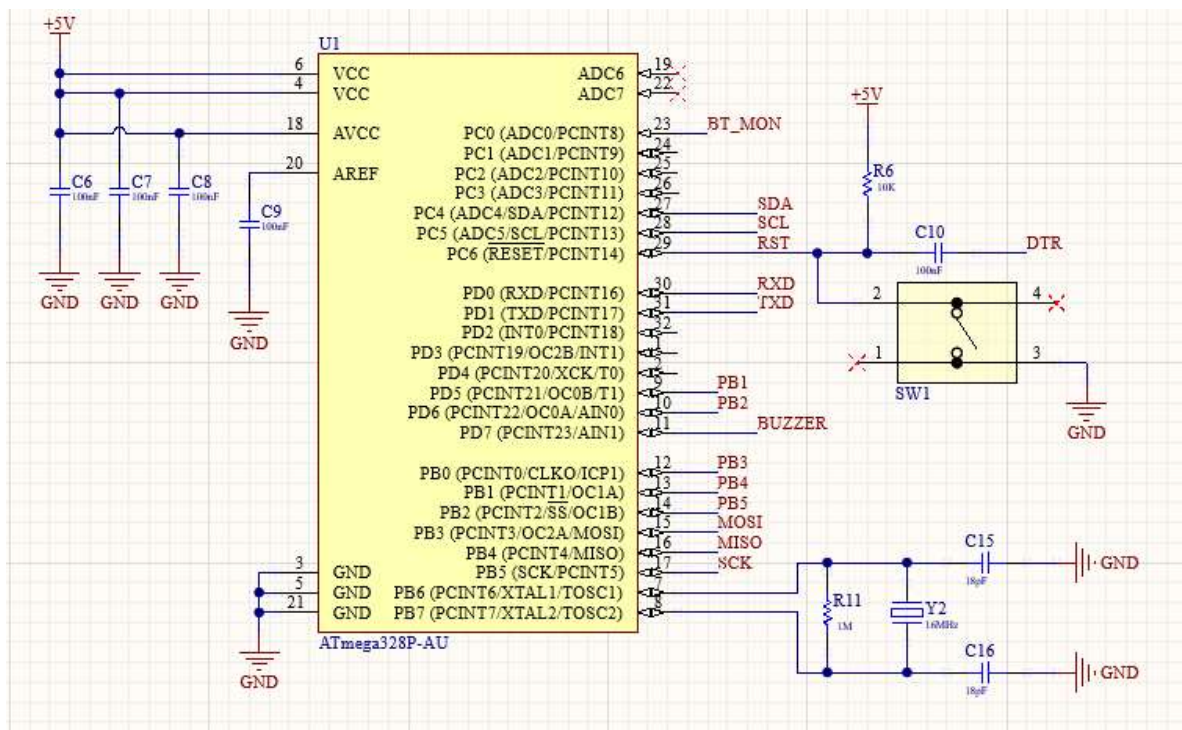 +5V
U1
6 VCC ADC6 19
4 VCC ADC7 22
18 AVCC PC0 (ADC0/PCINT8) 23 BT_MON
PC1 (ADC1/PCINT9) 24
20 AREF PC2 (ADC2/PCINT10) 25
PC3 (ADC3/PCINT11) 26
PC4 (ADC4/SDA/PCINT12) 27 SDA
PC5 (ADC5/SCL/PCINT13) 28 SCL
PC6 (RESET/PCINT14) 29 RST
PD0 (RXD/PCINT16) 30 RXD
PD1 (TXD/PCINT17) 31 TXD
PD2 (INT0/PCINT18) 32
PD3 (PCINT19/OC2B/INT1) 1
PD4 (PCINT20/XCK/T0) 2
PD5 (PCINT21/OC0B/T1) 9 PB1
PD6 (PCINT22/OC0A/AIN0) 10 PB2
PD7 (PCINT23/AIN1) 11 BUZZER
PB0 (PCINT0/CLKO/ICP1) 12 PB3
PB1 (PCINT1/OC1A) 13 PB4
PB2 (PCINT2/SS/OC1B) 14 PB5
PB3 (PCINT3/OC2A/MOSI) 15 MOSI
PB4 (PCINT4/MISO) 16 MISO
3 GND PB5 (SCK/PCINT5) 17 SCK
5 GND PB6 (PCINT6/XTAL1/TOSC1) 7
21 GND PB7 (PCINT7/XTAL2/TOSC2) 8
ATmega328P-AU
C6 C7 C8
100nF 100nF 100nF
C9
100nF
GND GND GND
GND
GND
+5V
R6
10K
C10
100nF
DTR
2 4
1 3
SW1
GND
C15
18pF
GND
R11
1M
Y2
16MHz
C16
18pF
GND